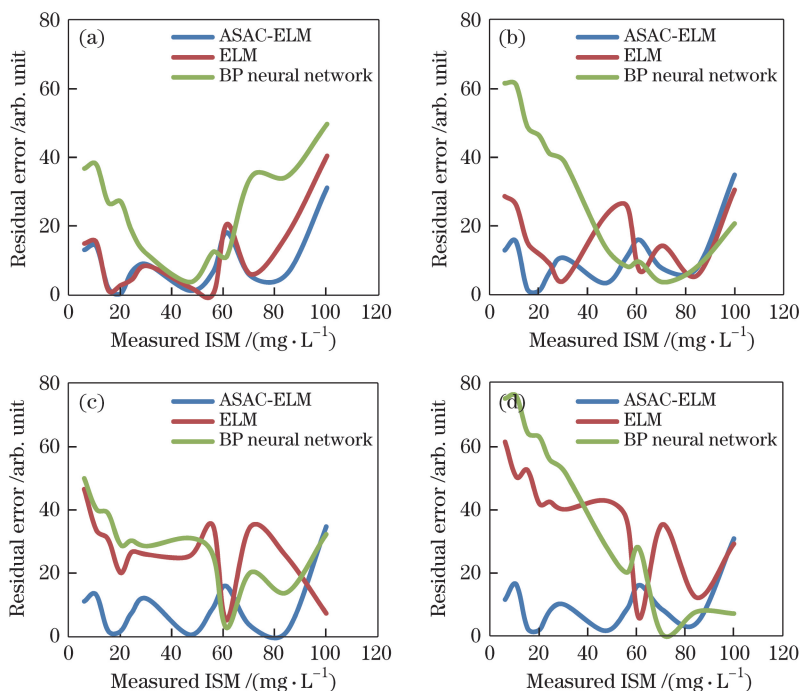 (a)
ASAC-ELM
ELM
BP neural network
80
60
40
20
0
Residual error /arb. unit
0 20 40 60 80 100 120
Measured ISM /(mg·L⁻¹)
(b)
ASAC-ELM
ELM
BP neural network
80
60
40
20
0
Residual error /arb. unit
0 20 40 60 80 100 120
Measured ISM /(mg·L⁻¹)
(c)
ASAC-ELM
ELM
BP neural network
80
60
40
20
0
Residual error /arb. unit
0 20 40 60 80 100 120
Measured ISM /(mg·L⁻¹)
(d)
ASAC-ELM
ELM
BP neural network
80
60
40
20
0
Residual error /arb. unit
0 20 40 60 80 100 120
Measured ISM /(mg·L⁻¹)